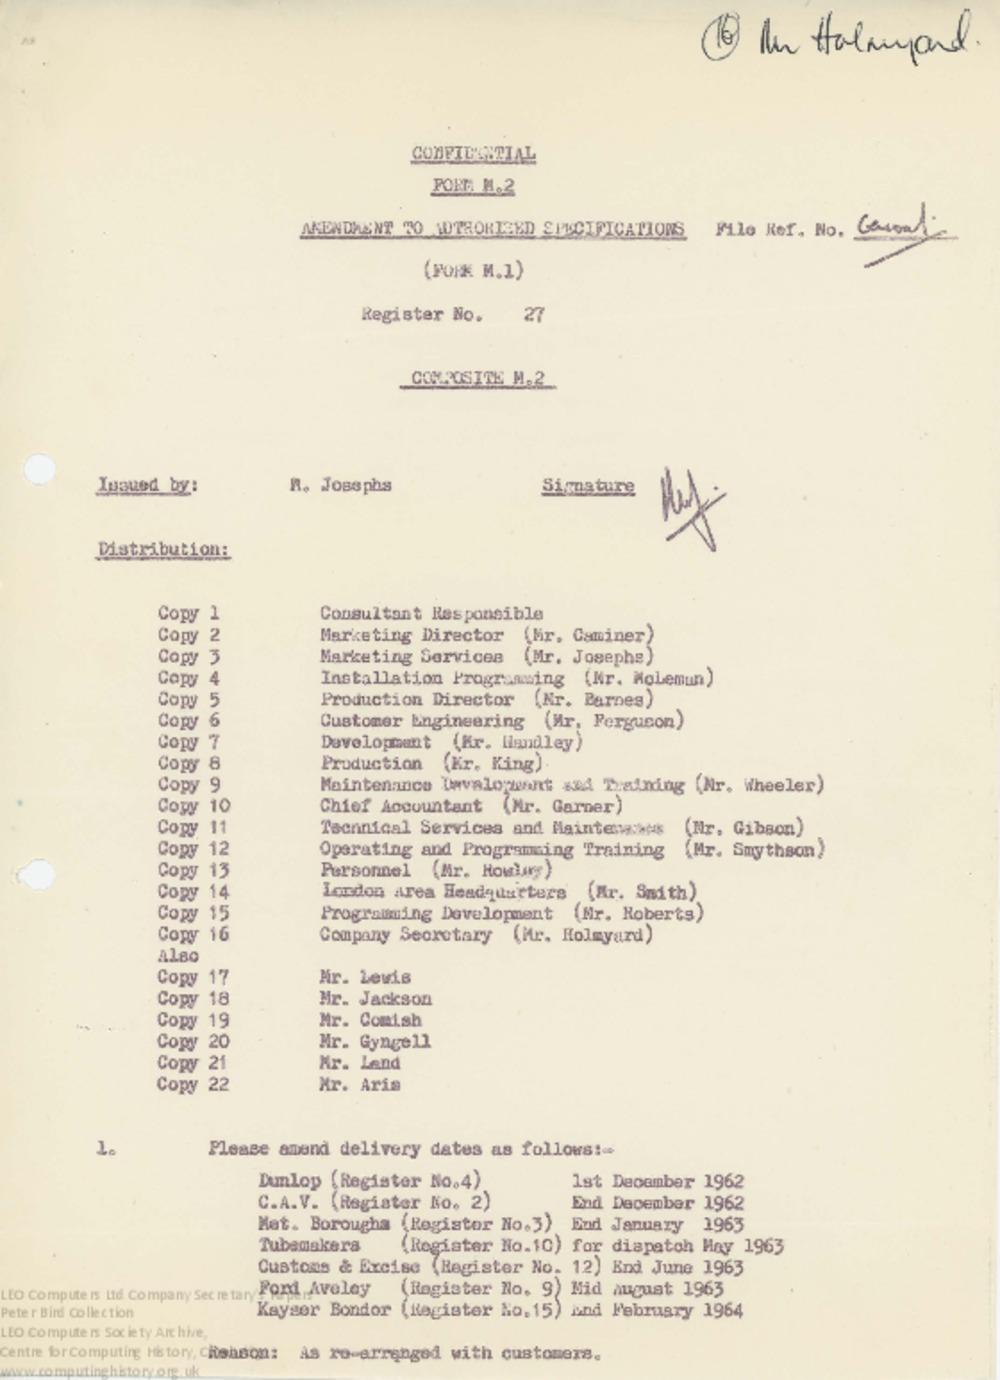 16 Mr Holmyard.
CONFIDENTIAL
FORM M.2
AMENDMENT TO AUTHORIZED SPECIFICATIONS File Ref. No. General
(FORM M.1)
Register No. 27
COMPOSITE M.2
Issued by: M. Josephs Signature
Distribution:
Copy 1 Consultant Responsible
Copy 2 Marketing Director (Mr. Caminer)
Copy 3 Marketing Services (Mr. Josephs)
Copy 4 Installation Programming (Mr. McLeman)
Copy 5 Production Director (Mr. Barnes)
Copy 6 Customer Engineering (Mr. Ferguson)
Copy 7 Development (Mr. Handley)
Copy 8 Production (Mr. King)
Copy 9 Maintenance Development and Training (Mr. Wheeler)
Copy 10 Chief Accountant (Mr. Garner)
Copy 11 Technical Services and Maintenance (Mr. Gibson)
Copy 12 Operating and Programming Training (Mr. Smythson)
Copy 13 Personnel (Mr. Rowley)
Copy 14 London Area Headquarters (Mr. Smith)
Copy 15 Programming Development (Mr. Roberts)
Copy 16 Company Secretary (Mr. Holmyard)
Also
Copy 17 Mr. Lewis
Copy 18 Mr. Jackson
Copy 19 Mr. Comish
Copy 20 Mr. Gyngell
Copy 21 Mr. Land
Copy 22 Mr. Aris
1. Please amend delivery dates as follows:-
Dunlop (Register No.4) 1st December 1962
C.A.V. (Register No. 2) End December 1962
Met. Boroughs (Register No.3) End January 1963
Tubemakers (Register No.10) for dispatch May 1963
Customs & Excise (Register No. 12) End June 1963
Ford Aveley (Register No. 9) Mid August 1963
Kayser Bondor (Register No.15) End February 1964
Reason: As re-arranged with customers.
LEO Computers Ltd Company Secretary's Papers
Peter Bird Collection
LEO Computers Society Archive,
Centre for Computing History,
www.computinghistory.org.uk